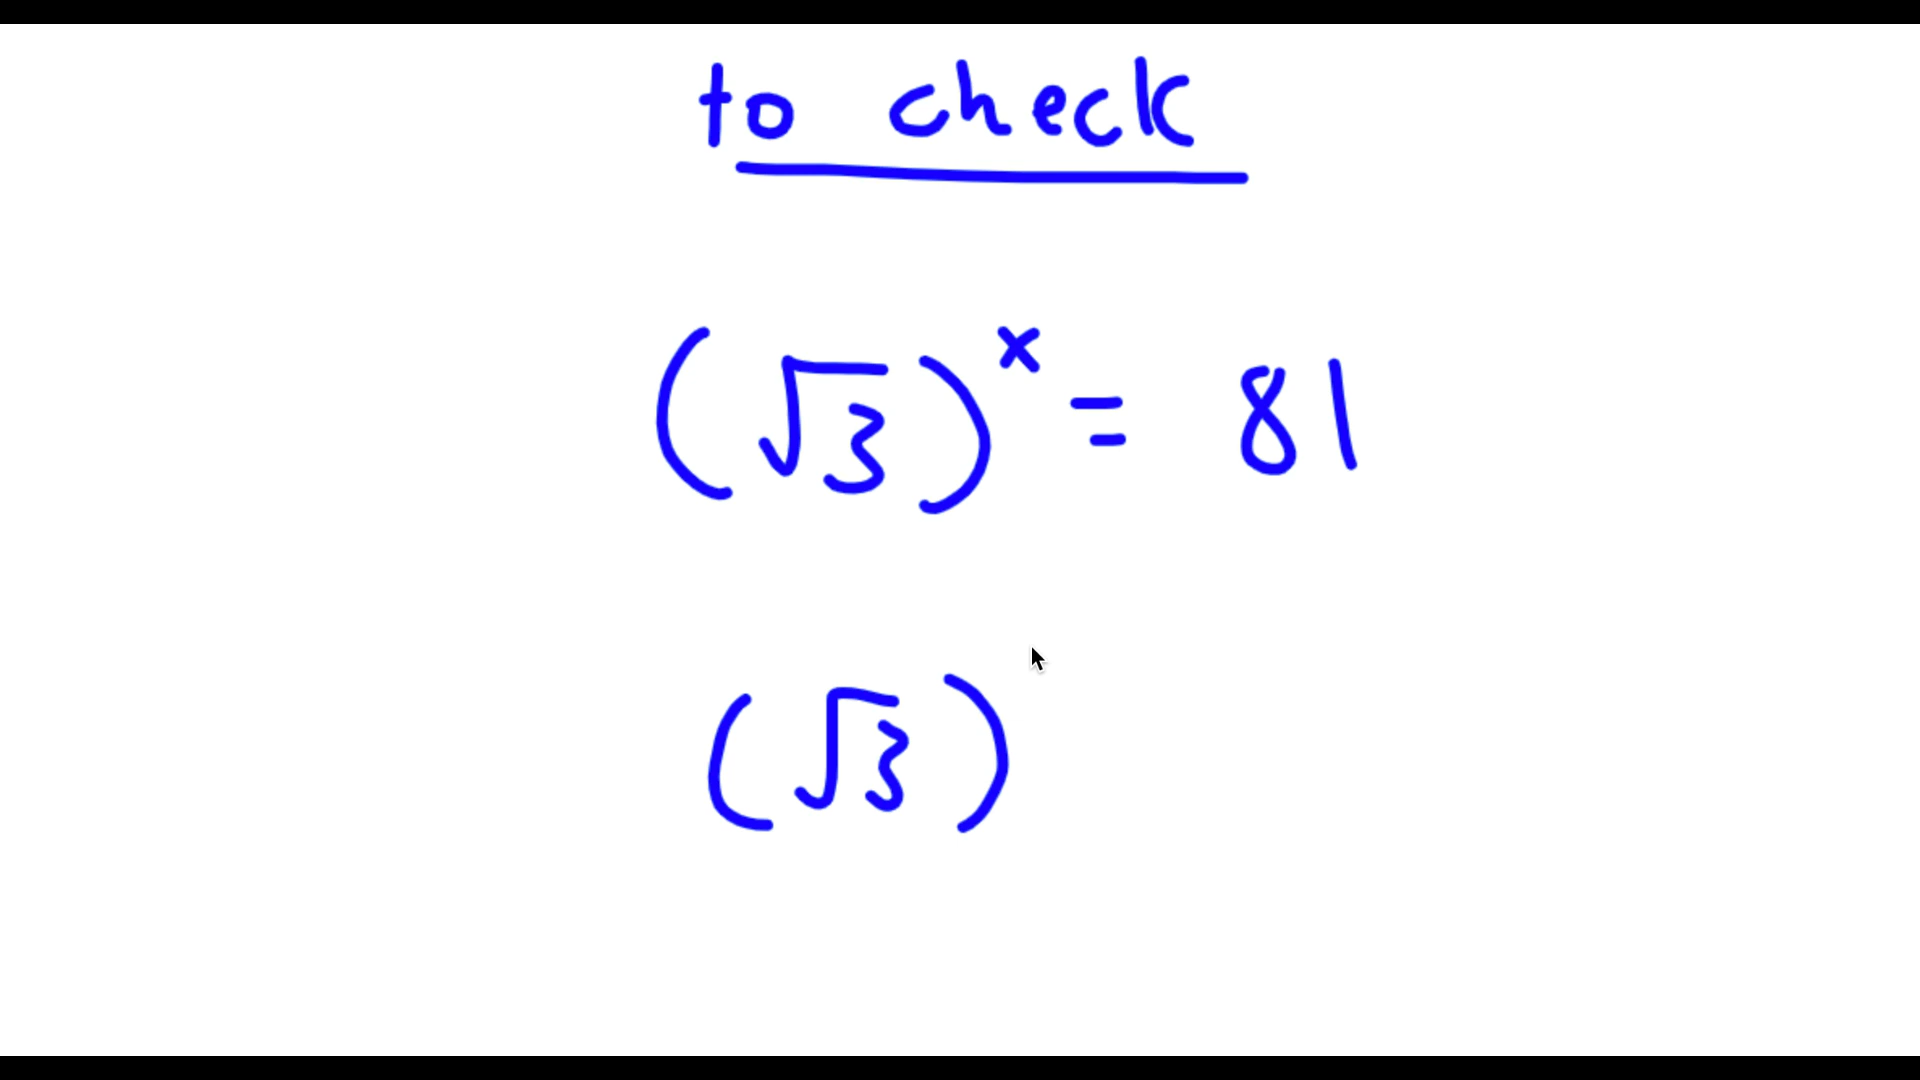 to check
(√3)ˣ = 81
(√3)